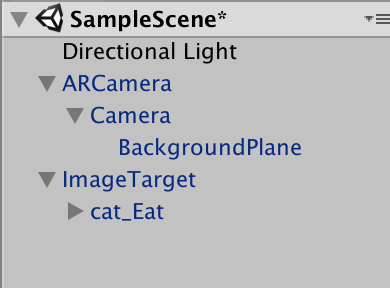 SampleScene*
Directional Light
ARCamera
Camera
BackgroundPlane
ImageTarget
cat_Eat